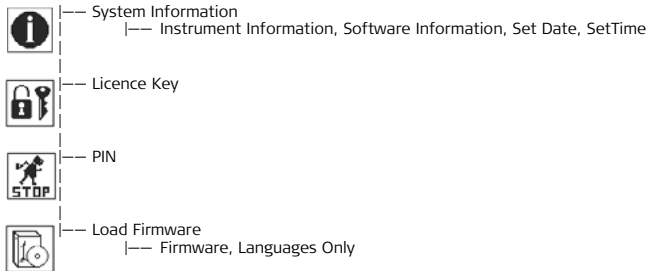 |–– System Information
|–– Instrument Information, Software Information, Set Date, SetTime
|–– Licence Key
|–– PIN
STOP
|–– Load Firmware
|–– Firmware, Languages Only